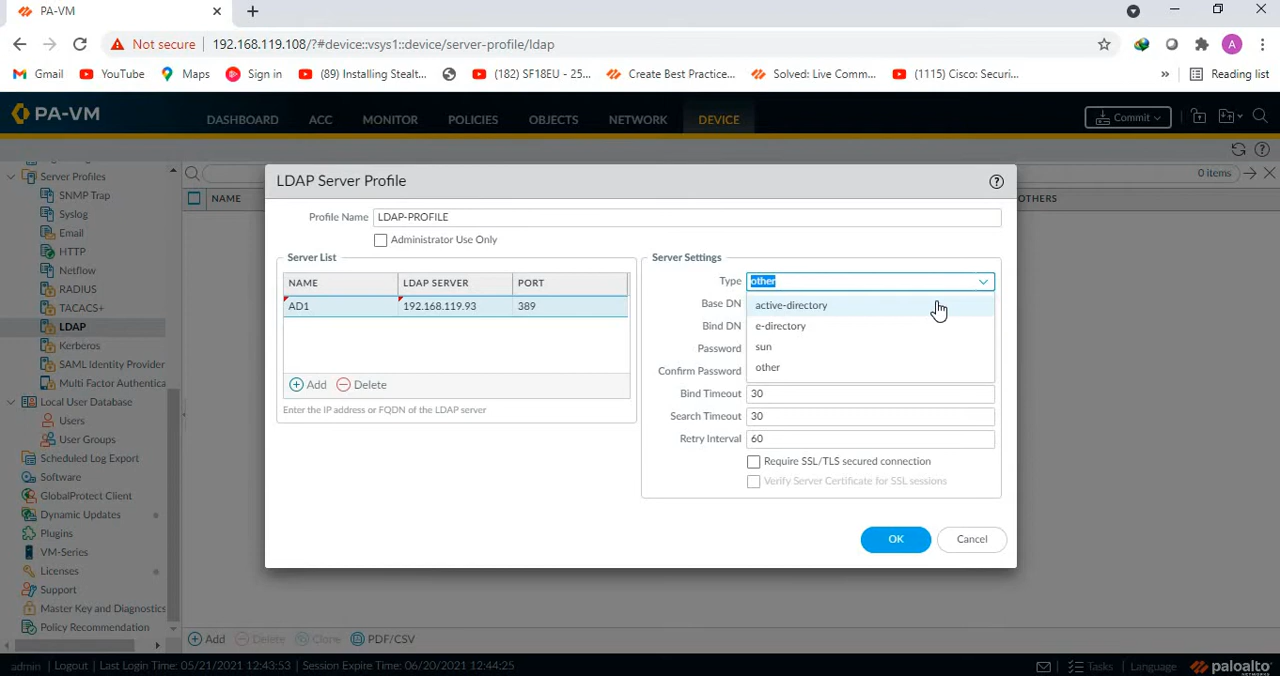 PA-VM
Not secure 192.168.119.108/?#device::vsys1::device/server-profile/ldap
A
Gmail YouTube Maps Sign in (89) Installing Stealt... (182) SF18EU - 25... Create Best Practice... Solved: Live Comm... (1115) Cisco: Securi... » Reading list
PA-VM DASHBOARD ACC MONITOR POLICIES OBJECTS NETWORK DEVICE Commit
Server Profiles
SNMP Trap
Syslog
Email
HTTP
Netflow
RADIUS
TACACS+
LDAP
Kerberos
SAML Identity Provider
Multi Factor Authentica
Local User Database
Users
User Groups
Scheduled Log Export
Software
GlobalProtect Client
Dynamic Updates
Plugins
VM-Series
Licenses
Support
Master Key and Diagnostics
Policy Recommendation
0 items
NAME OTHERS
LDAP Server Profile
Profile Name LDAP-PROFILE
Administrator Use Only
Server List
NAME LDAP SERVER PORT
AD1 192.168.119.93 389
Add Delete
Enter the IP address or FQDN of the LDAP server
Server Settings
Type other
Base DN
Bind DN
Password
Confirm Password
active-directory
e-directory
sun
other
Bind Timeout 30
Search Timeout 30
Retry Interval 60
Require SSL/TLS secured connection
Verify Server Certificate for SSL sessions
OK Cancel
Add Delete Clone PDF/CSV
admin | Logout | Last Login Time: 05/21/2021 12:43:53 | Session Expire Time: 06/20/2021 12:44:25
Tasks | Language paloalto
NETWORKS